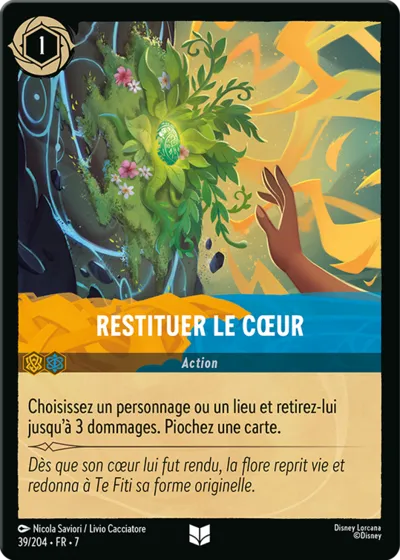 1
RESTITUER LE CŒUR
Action
Choisissez un personnage ou un lieu et retirez-lui
jusqu'à 3 dommages. Piochez une carte.
Dès que son cœur lui fut rendu, la flore reprit vie et
redonna à Te Fiti sa forme originelle.
Nicola Saviori / Livio Cacciatore
Disney Lorcana
39/204 • FR • 7
©Disney